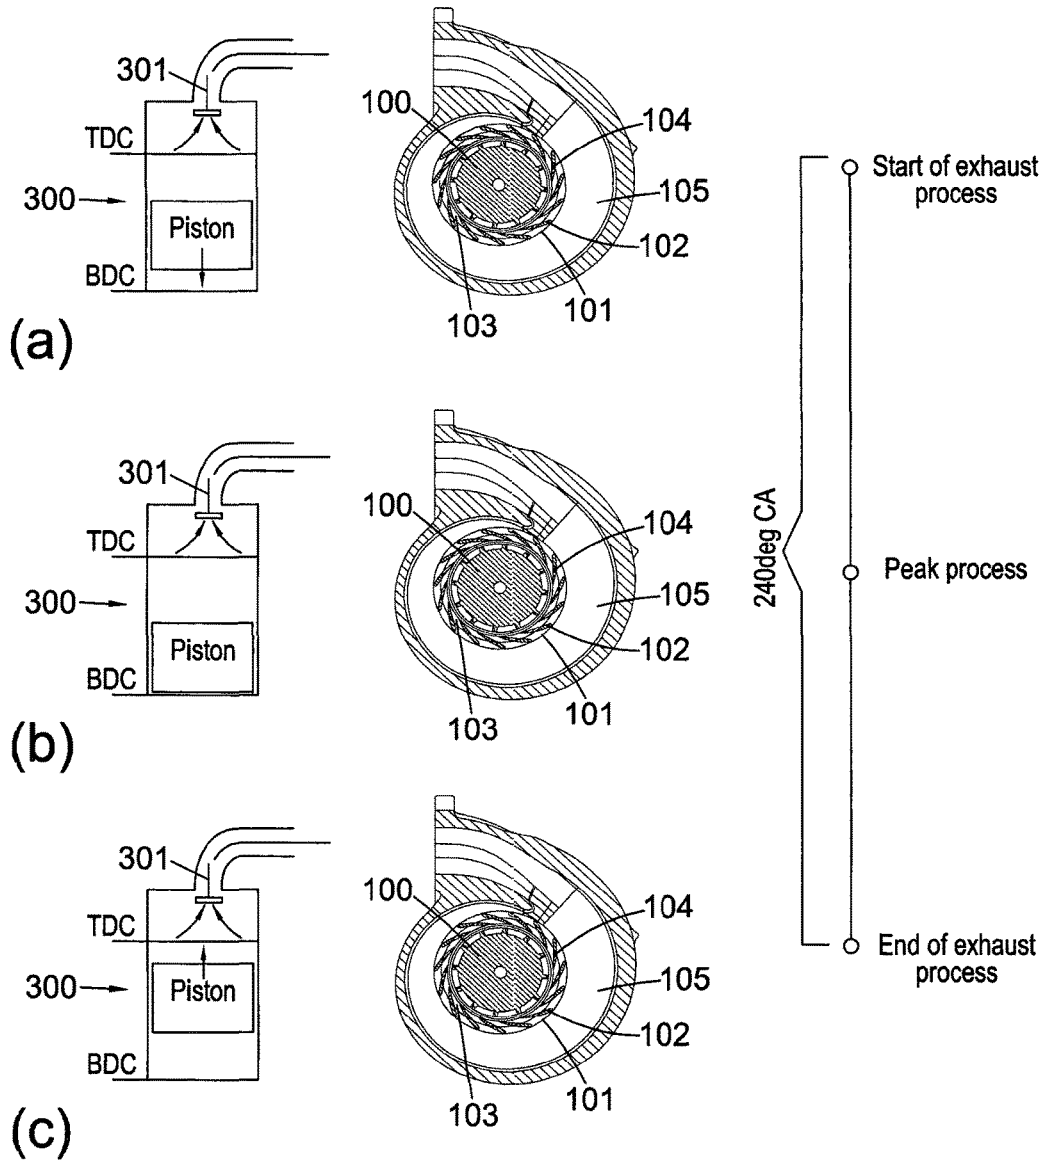 301
TDC
300
Piston
BDC
(a)
100
104
105
102
101
103
301
TDC
300
Piston
BDC
(b)
100
104
105
102
101
103
301
TDC
300
Piston
BDC
(c)
100
104
105
102
101
103
240deg CA
Start of exhaust
process
Peak process
End of exhaust
process